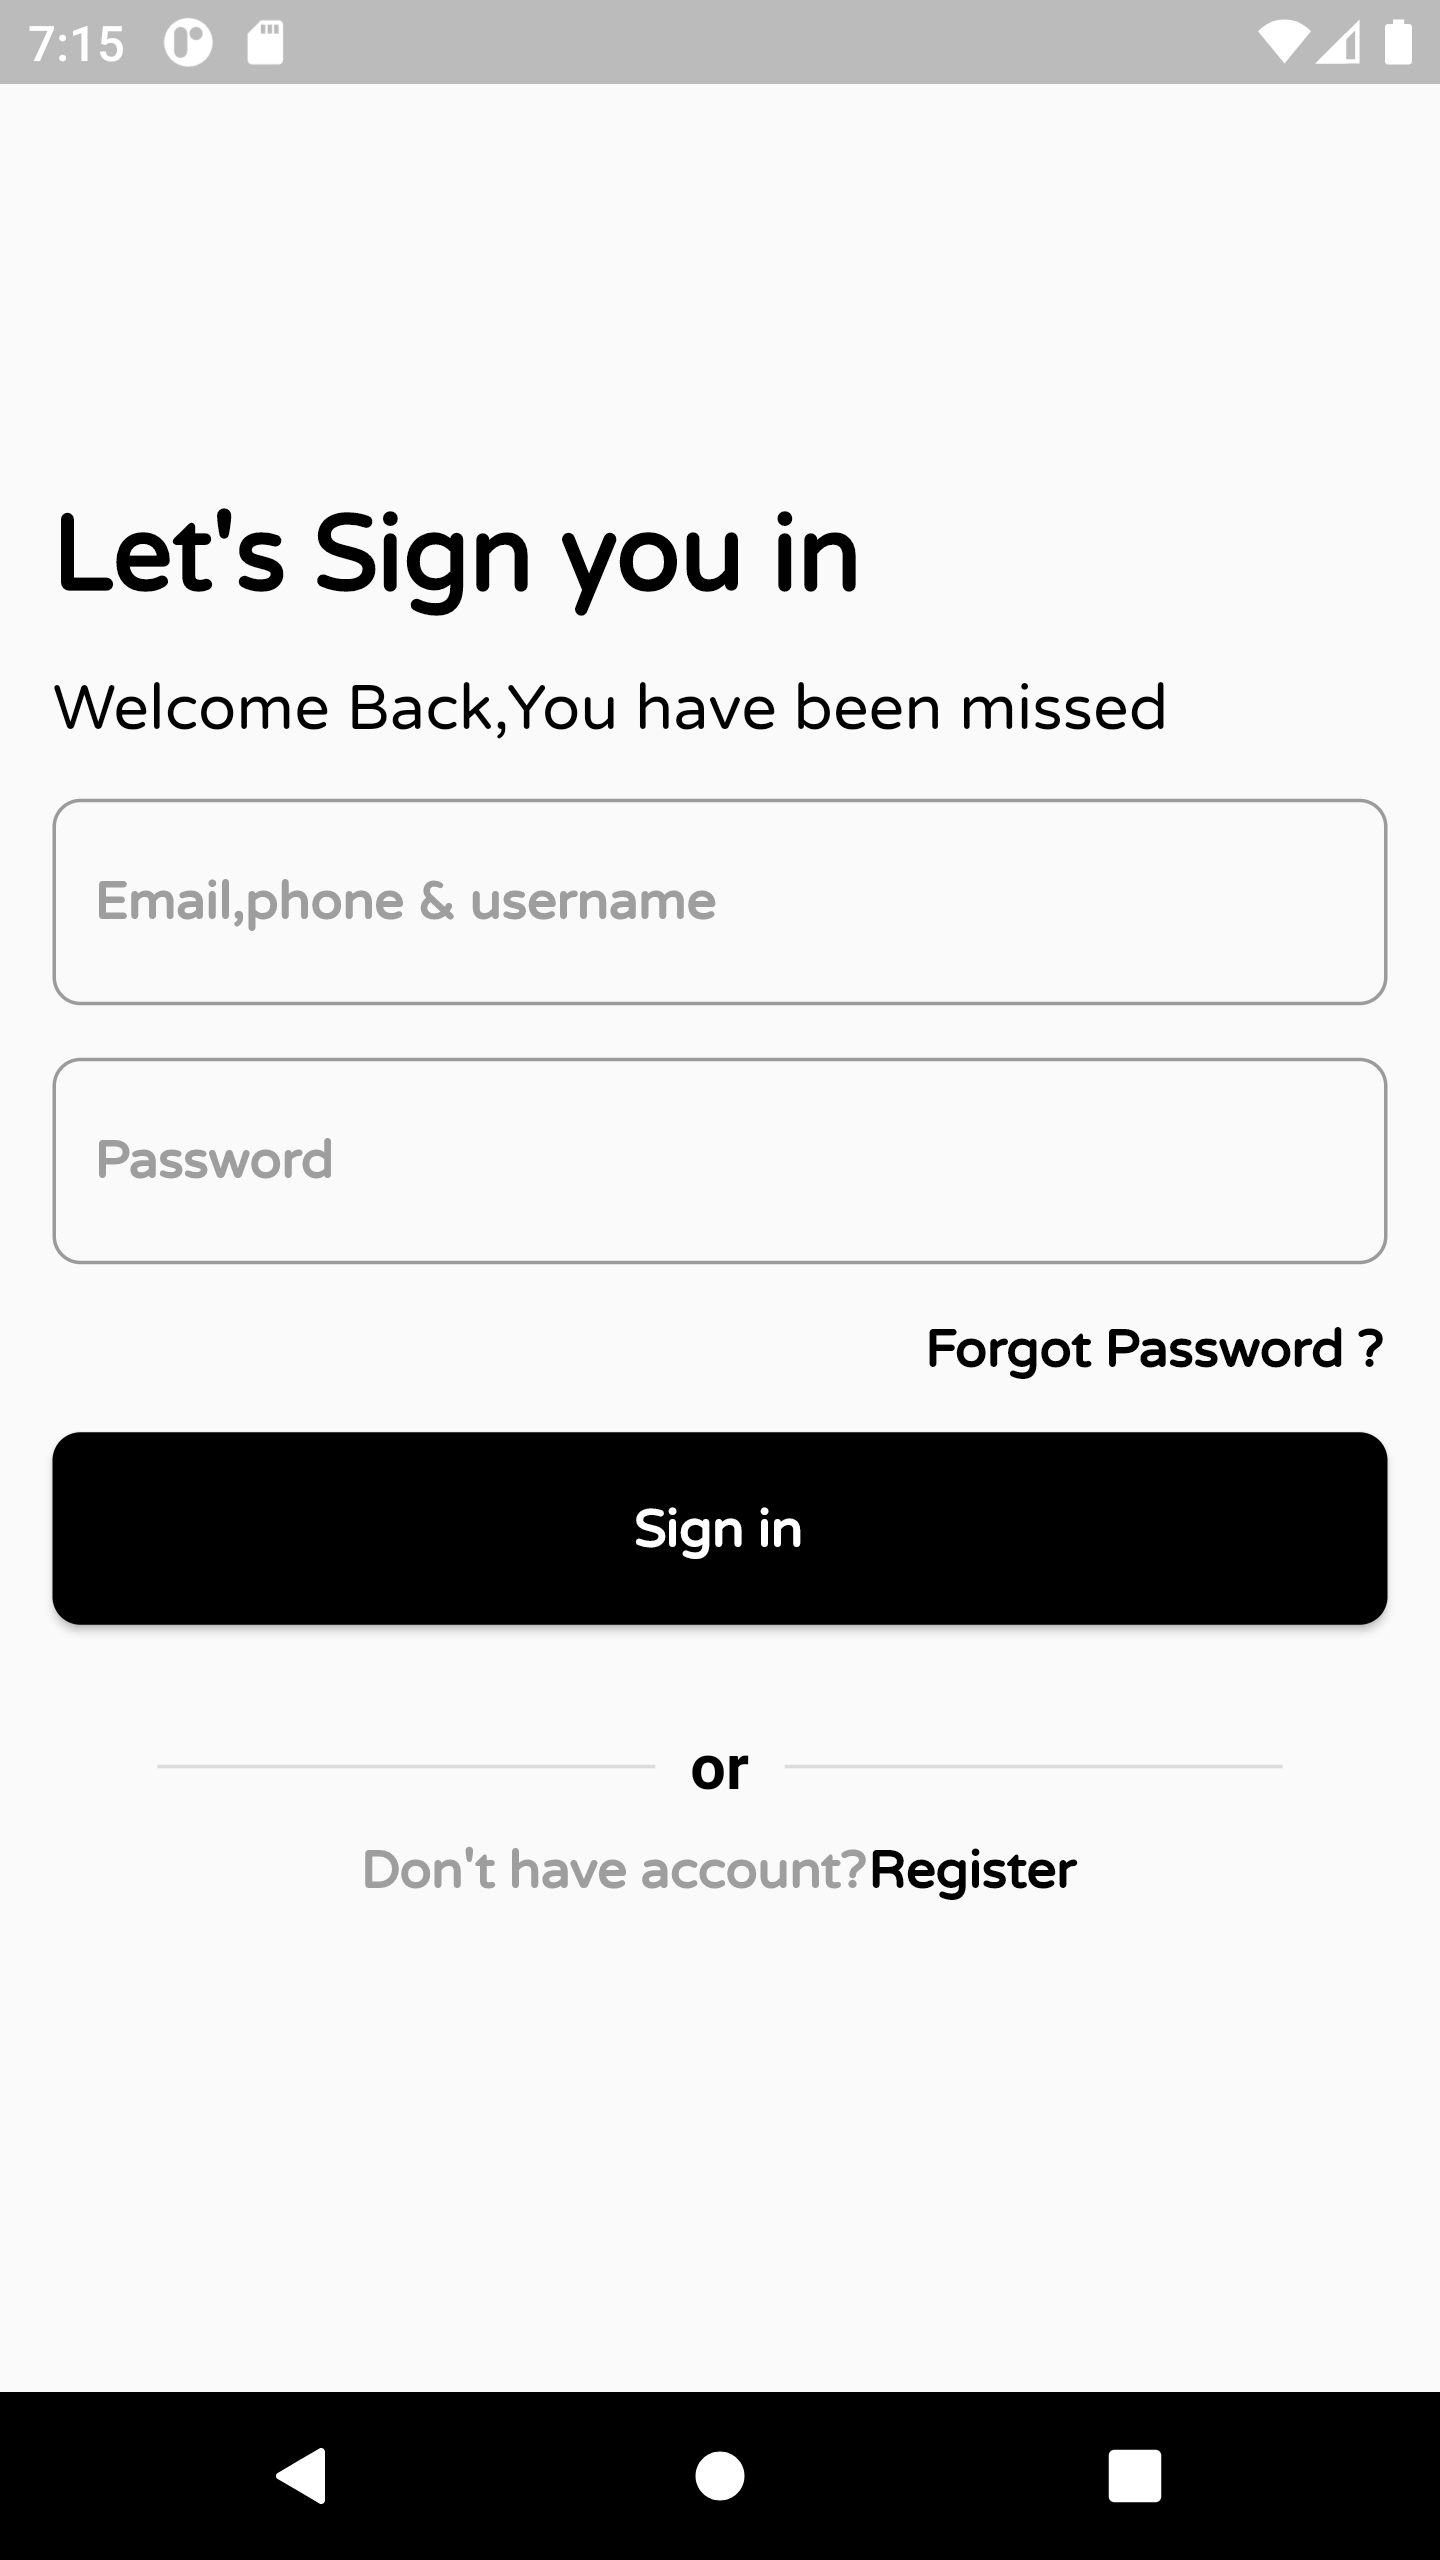 7:15
Let's Sign you in
Welcome Back,You have been missed
Email,phone & username
Password
Forgot Password ?
Sign in
or
Don't have account?Register